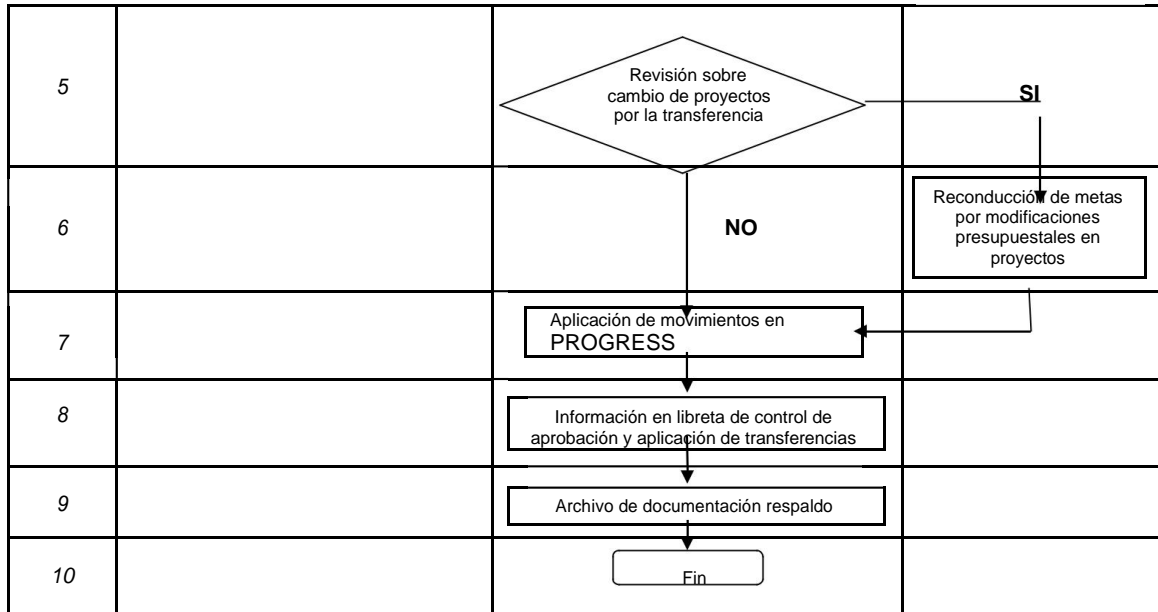 5
Revisión sobre
cambio de proyectos
por la transferencia
SI
6
NO
Reconducción de metas
por modificaciones
presupuestales en
proyectos
7
Aplicación de movimientos en
PROGRESS
8
Información en libreta de control de
aprobación y aplicación de transferencias
9
Archivo de documentación respaldo
10
Fin